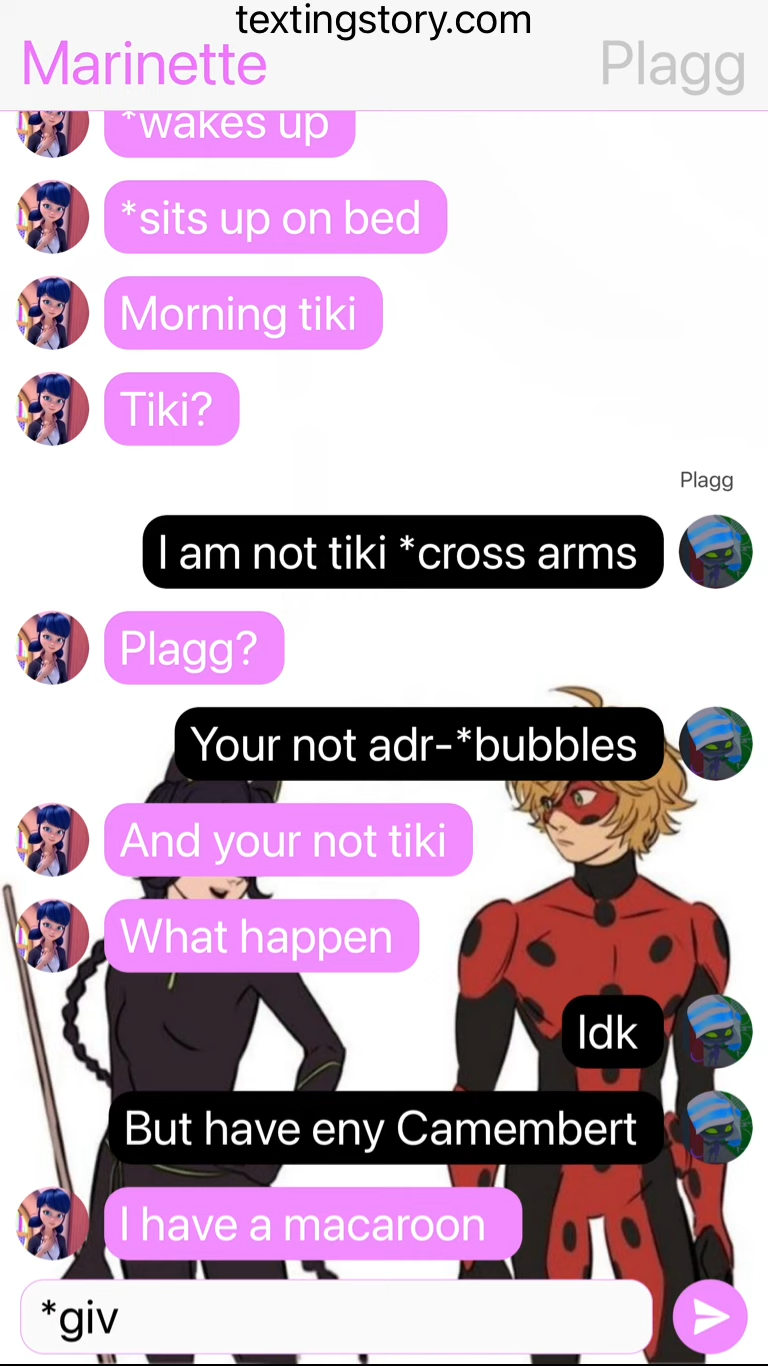 textingstory.com
Marinette
Plagg
*wakes up
*sits up on bed
Morning tiki
Tiki?
Plagg
I am not tiki *cross arms
Plagg?
Your not adr-*bubbles
And your not tiki
What happen
Idk
But have eny Camembert
I have a macaroon
*giv